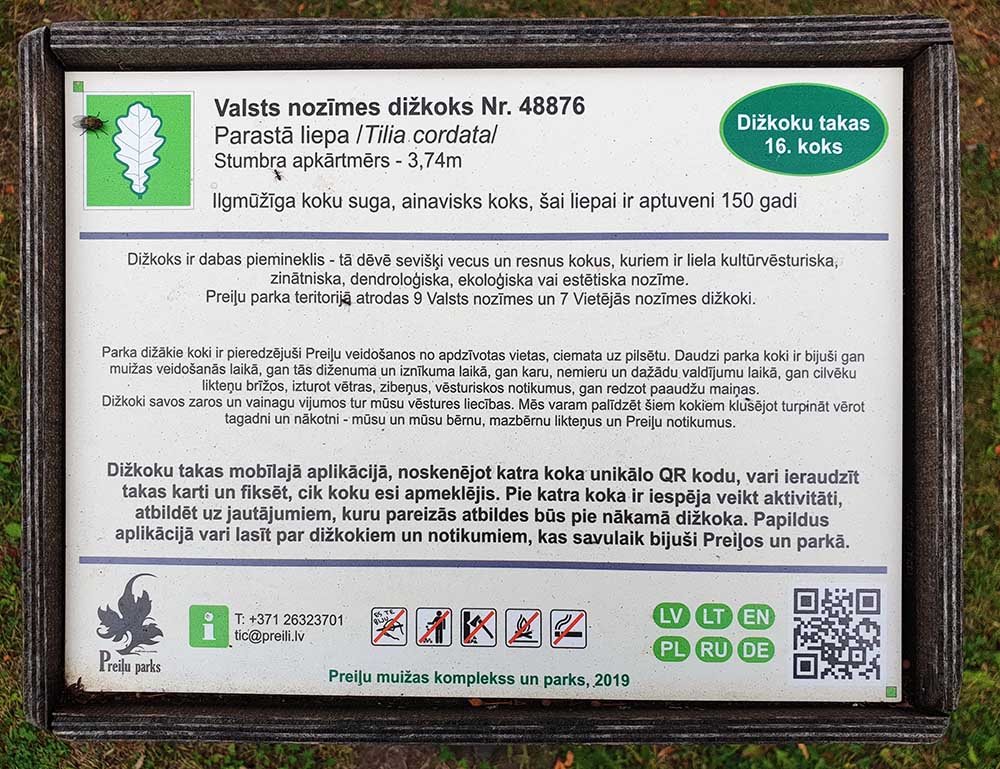 Valsts nozīmes dižkoks Nr. 48876
Parastā liepa /Tilia cordata/
Stumbra apkārtmērs - 3,74m
Dižkoku takas
16. koks
Ilgmūžīga koku suga, ainavisks koks, šai liepai ir aptuveni 150 gadi
Dižkoks ir dabas piemineklis - tā dēvē sevišķi vecus un resnus kokus, kuriem ir liela kultūrvēsturiska,
zinātniska, dendroloģiska, ekoloģiska vai estētiska nozīme.
Preiļu parka teritorijā atrodas 9 Valsts nozīmes un 7 Vietējās nozīmes dižkoki.
Parka dižākie koki ir pieredzējuši Preiļu veidošanos no apdzīvotas vietas, ciemata uz pilsētu. Daudzi parka koki ir bijuši gan
muižas veidošanās laikā, gan tās diženuma un iznīkuma laikā, gan karu, nemieru un dažādu valdījumu laikā, gan cilvēku
likteņu brīžos, izturot vētras, zibeņus, vēsturiskos notikumus, gan redzot paaudžu maiņas.
Dižkoki savos zaros un vainagu vijumos tur mūsu vēstures liecības. Mēs varam palīdzēt šiem kokiem klusējot turpināt vērot
tagadni un nākotni - mūsu un mūsu bērnu, mazbērnu likteņus un Preiļu notikumus.
Dižkoku takas mobīlajā aplikācijā, noskenējot katra koka unikālo QR kodu, vari ieraudzīt
takas karti un fiksēt, cik koku esi apmeklējis. Pie katra koka ir iespēja veikt aktivitāti,
atbildēt uz jautājumiem, kuru pareizās atbildes būs pie nākamā dižkoka. Papildus
aplikācijā vari lasīt par dižkokiem un notikumiem, kas savulaik bijuši Preiļos un parkā.
Preiļu parks
i
T: +371 26323701
tic@preili.lv
ES TE
BIJU
LV LT EN
PL RU DE
Preiļu muižas komplekss un parks, 2019